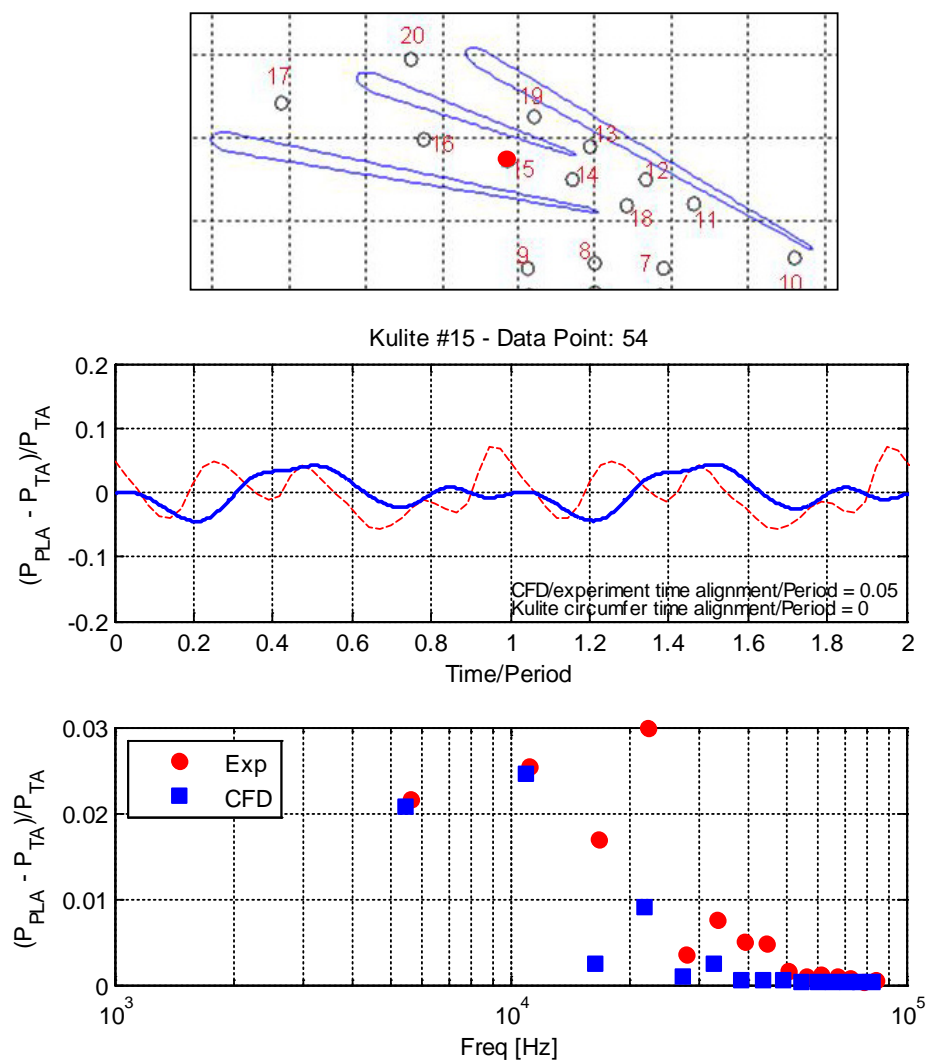 20
17
19
13
16
15
14
12
18
11
9
8
7
10
Kulite #15 - Data Point: 54
0.2
0.1
0
-0.1
-0.2
(P_PLA - P_TA)/P_TA
CFD/experiment time alignment/Period = 0.05
Kulite circumfer time alignment/Period = 0
0 0.2 0.4 0.6 0.8 1 1.2 1.4 1.6 1.8 2
Time/Period
0.03
0.02
0.01
0
(P_PLA - P_TA)/P_TA
Exp
CFD
10^3 10^4 10^5
Freq [Hz]